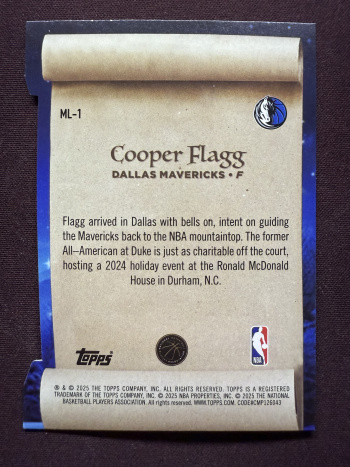 ML-1
Cooper Flagg
DALLAS MAVERICKS • F
Flagg arrived in Dallas with bells on, intent on guiding
the Mavericks back to the NBA mountaintop. The former
All–American at Duke is just as charitable off the court,
hosting a 2024 holiday event at the Ronald McDonald
House in Durham, N.C.
TOPPS
NBA
® & © 2025 THE TOPPS COMPANY, INC. ALL RIGHTS RESERVED. TOPPS IS A REGISTERED
TRADEMARK OF THE TOPPS COMPANY, INC. © 2025 NBA PROPERTIES, INC. © 2025 THE NATIONAL
BASKETBALL PLAYERS ASSOCIATION. All rights reserved. WWW.TOPPS.COM. CODE#CMP126043